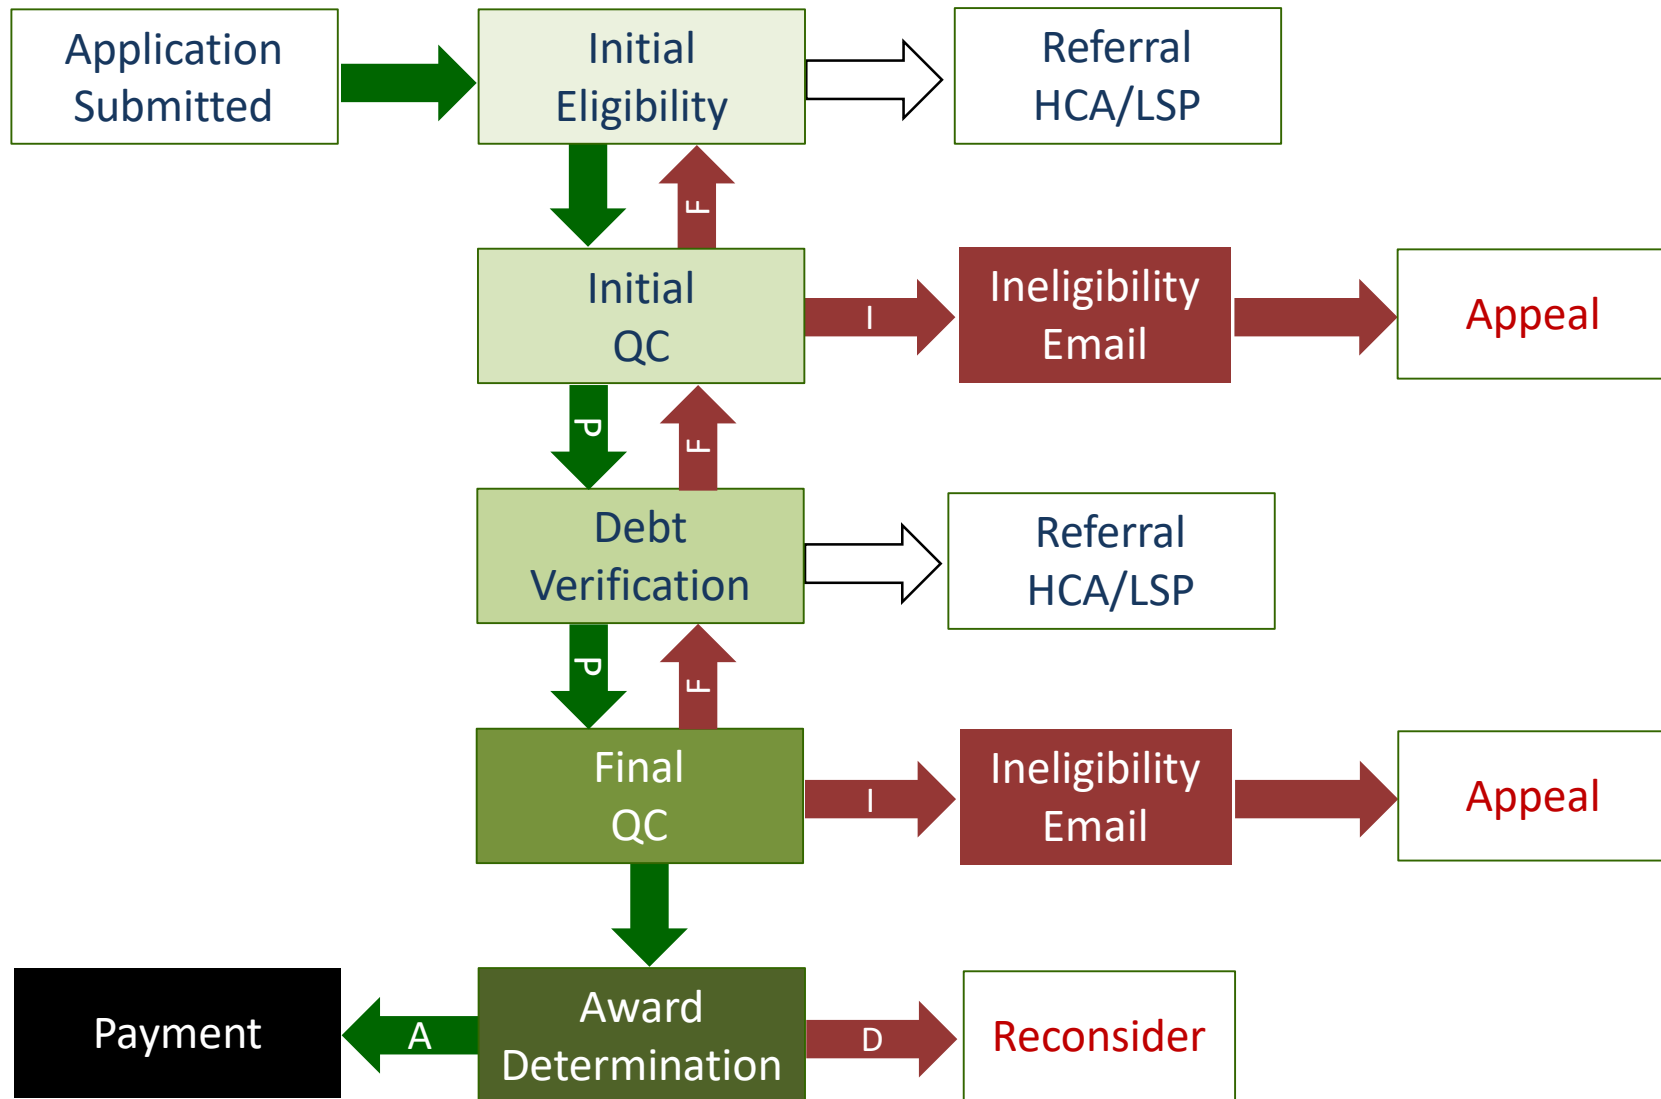 Application
Submitted
Initial
Eligibility
Referral
HCA/LSP
F
Initial
QC
I
Ineligibility
Email
Appeal
P
F
Debt
Verification
Referral
HCA/LSP
P
F
Final
QC
I
Ineligibility
Email
Appeal
Payment
A
Award
Determination
D
Reconsider